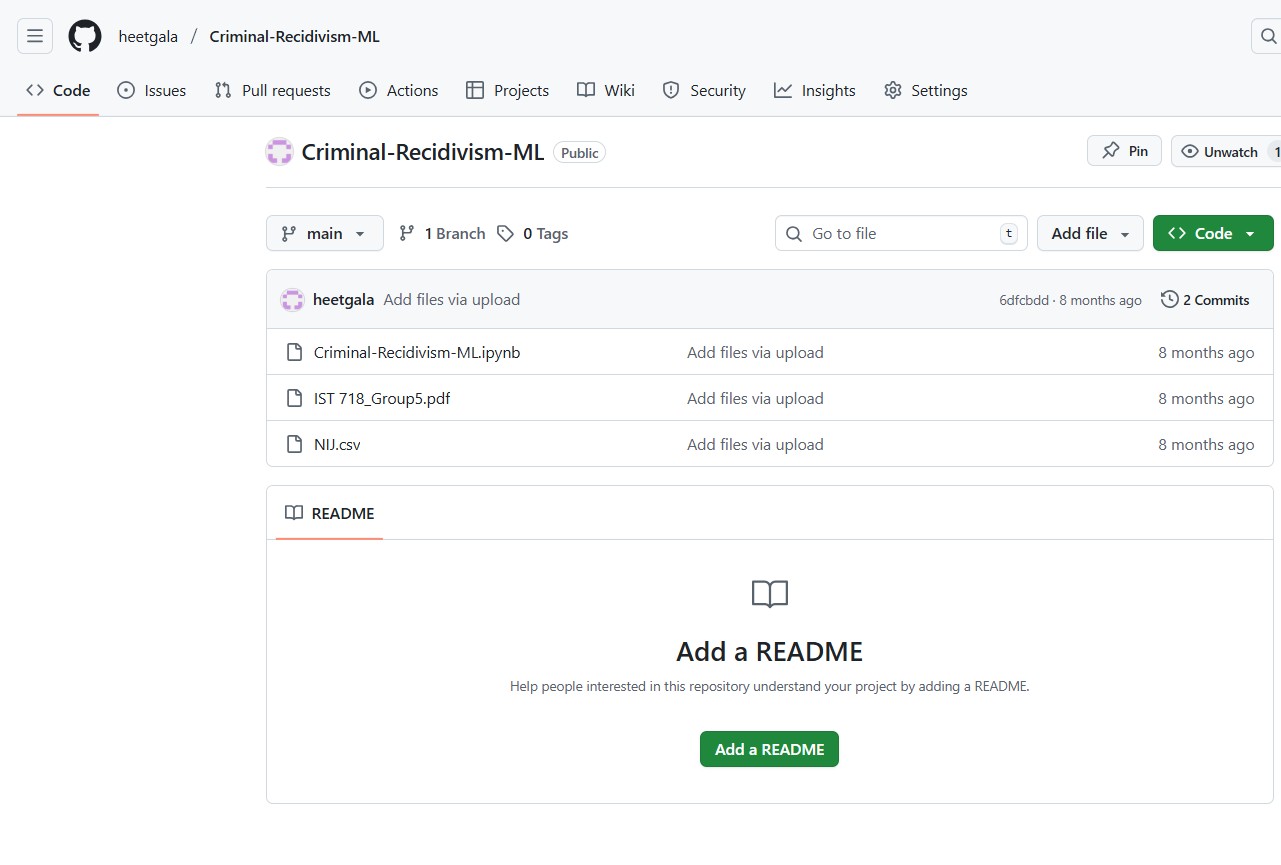 heetgala / Criminal-Recidivism-ML
Code Issues Pull requests Actions Projects Wiki Security Insights Settings
Criminal-Recidivism-ML Public Pin Unwatch 1
main 1 Branch 0 Tags Go to file t Add file Code
heetgala Add files via upload 6dfcbdd · 8 months ago 2 Commits
Criminal-Recidivism-ML.ipynb Add files via upload 8 months ago
IST 718_Group5.pdf Add files via upload 8 months ago
NIJ.csv Add files via upload 8 months ago
README
Add a README
Help people interested in this repository understand your project by adding a README.
Add a README